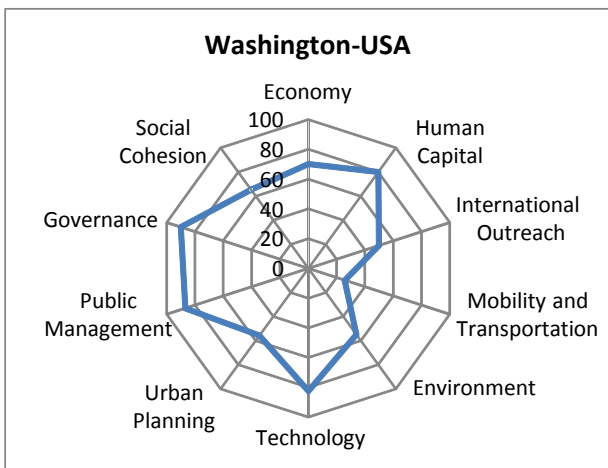 Washington-USA
Economy
Human
Capital
International
Outreach
Mobility and
Transportation
Environment
Technology
Urban
Planning
Public
Management
Governance
Social
Cohesion
100
80
60
40
20
0